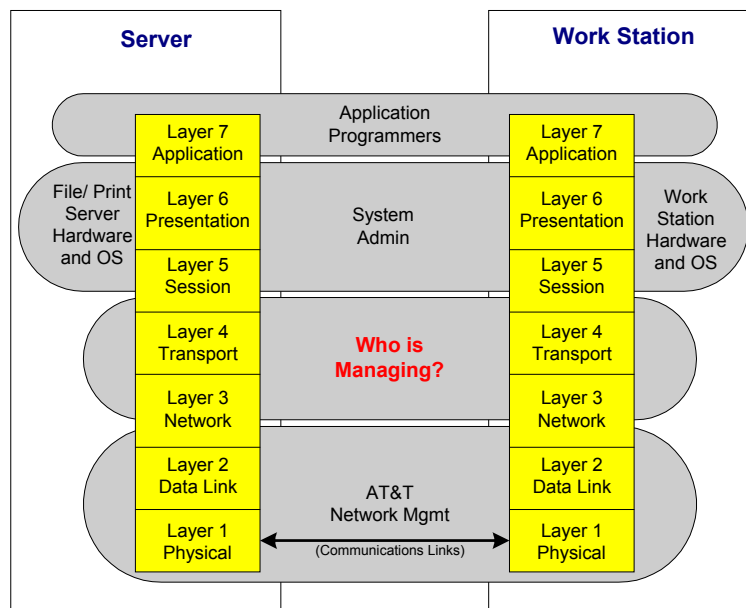 Server
Work Station
Application
Programmers
Layer 7
Application
Layer 7
Application
File/ Print
Server
Hardware
and OS
Layer 6
Presentation
System
Admin
Layer 6
Presentation
Work
Station
Hardware
and OS
Layer 5
Session
Layer 5
Session
Layer 4
Transport
Who is
Managing?
Layer 4
Transport
Layer 3
Network
Layer 3
Network
Layer 2
Data Link
AT&T
Network Mgmt
Layer 2
Data Link
Layer 1
Physical
(Communications Links)
Layer 1
Physical